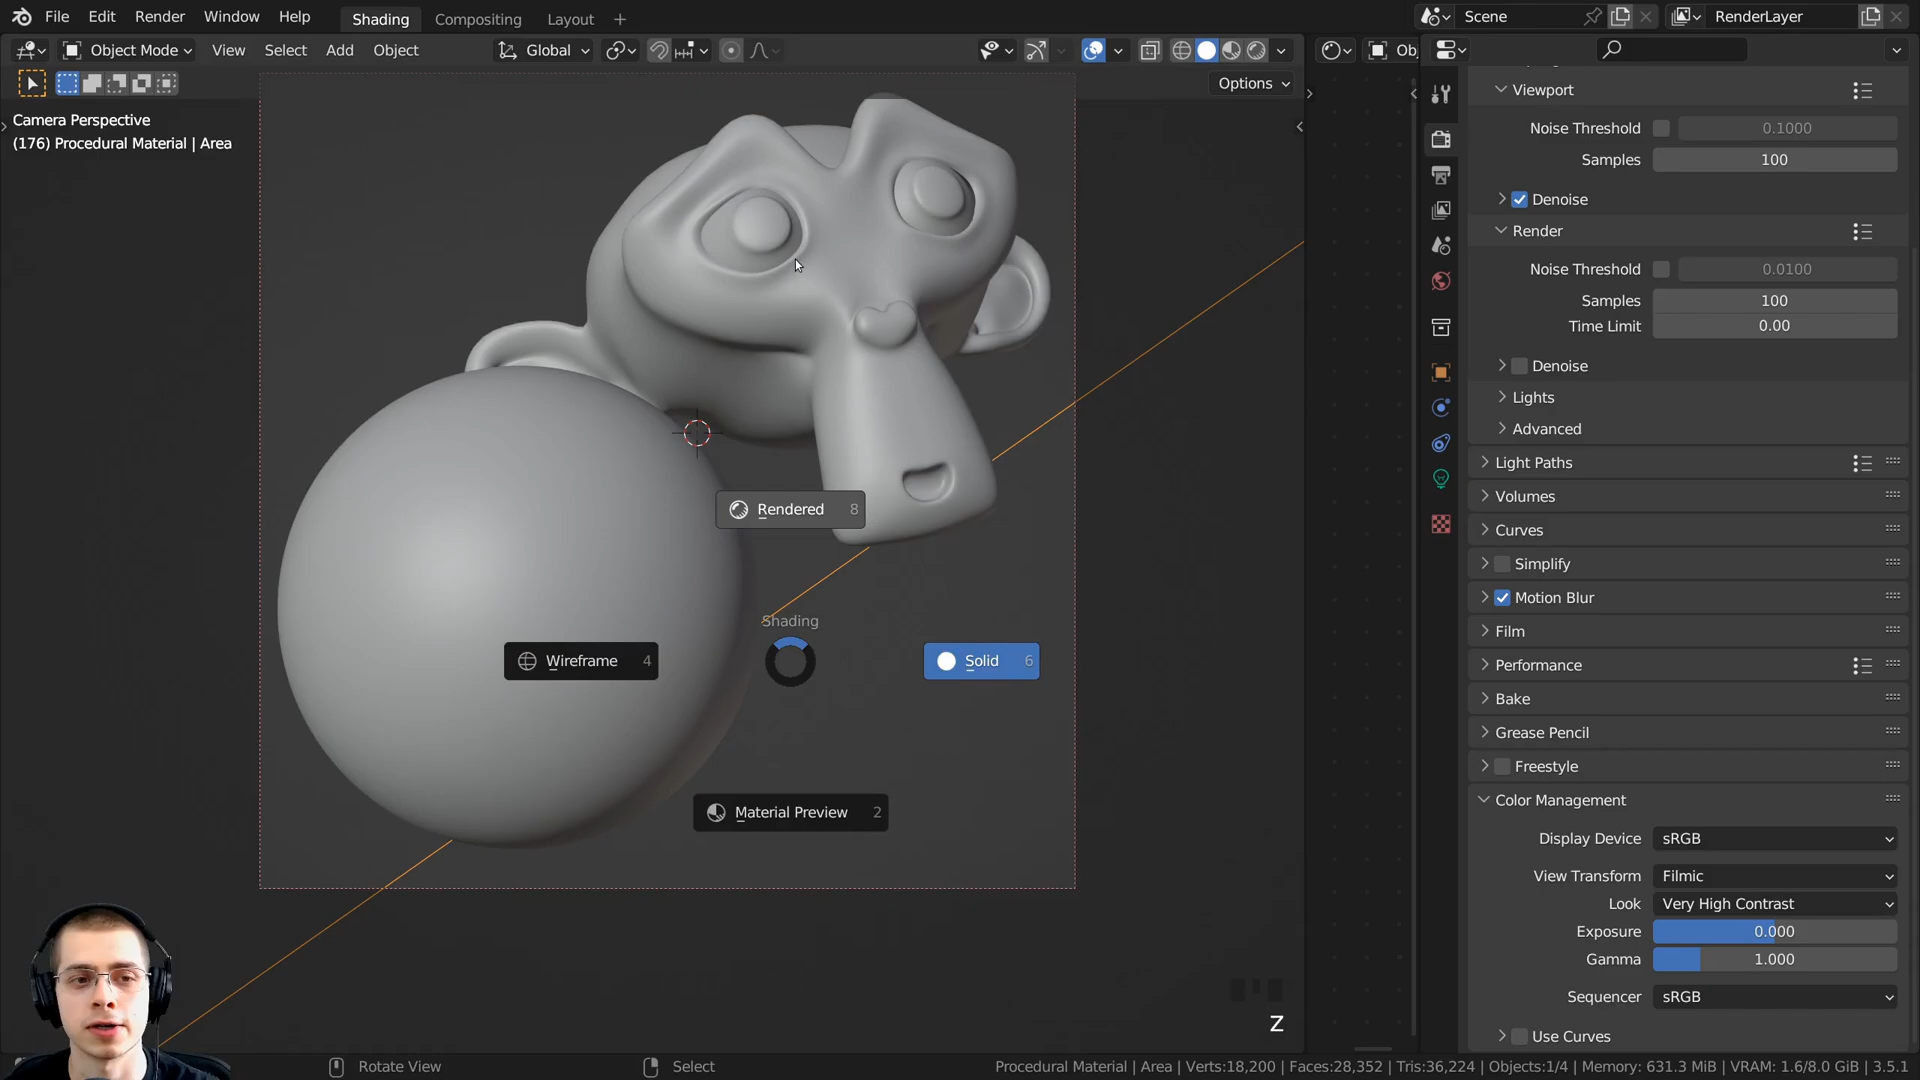 File Edit Render Window Help Shading Compositing Layout + Scene RenderLayer
Object Mode View Select Add Object Global Ob
Options
Camera Perspective
(176) Procedural Material | Area
Viewport
Noise Threshold 0.1000
Samples 100
Denoise
Render
Noise Threshold 0.0100
Samples 100
Time Limit 0.00
Denoise
Lights
Advanced
Light Paths
Volumes
Curves
Simplify
Motion Blur
Film
Performance
Bake
Grease Pencil
Freestyle
Color Management
Display Device sRGB
View Transform Filmic
Look Very High Contrast
Exposure 0.000
Gamma 1.000
Sequencer sRGB
Use Curves
Rendered 8
Shading
Wireframe 4
Solid 6
Material Preview 2
Z
Rotate View Select Procedural Material | Area | Verts:18,200 | Faces:28,352 | Tris:36,224 | Objects:1/4 | Memory: 631.3 MiB | VRAM: 1.6/8.0 GiB | 3.5.1